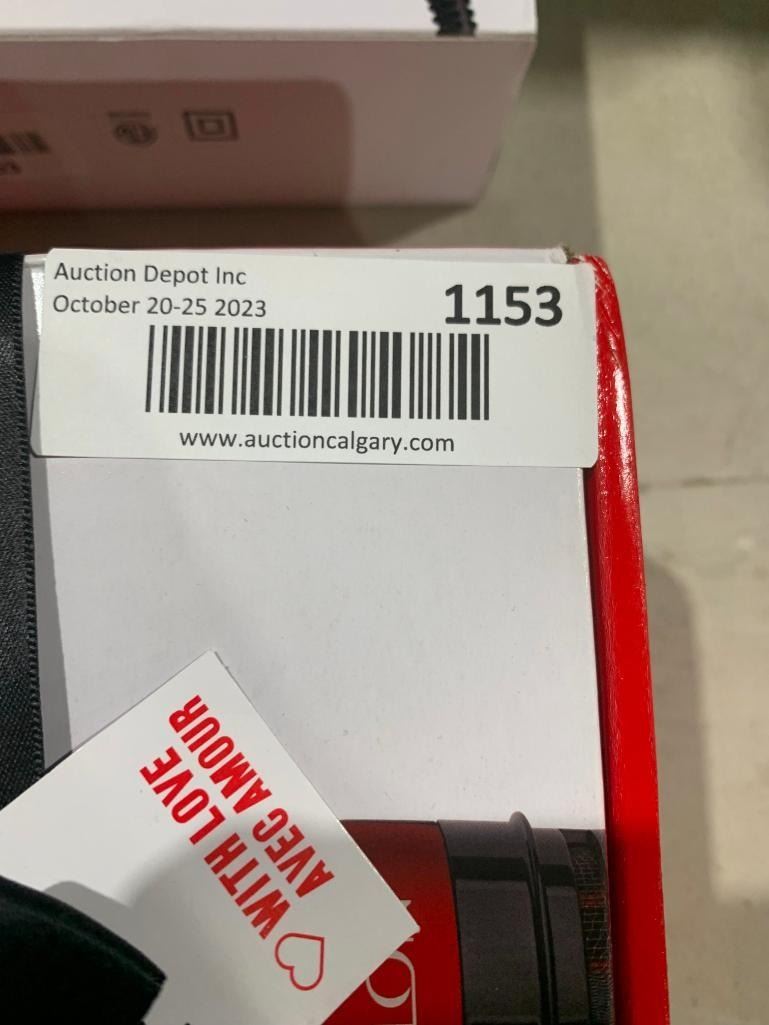 Auction Depot Inc
October 20-25 2023
1153
www.auctioncalgary.com
♡WITH LOVE
AVEC AMOUR